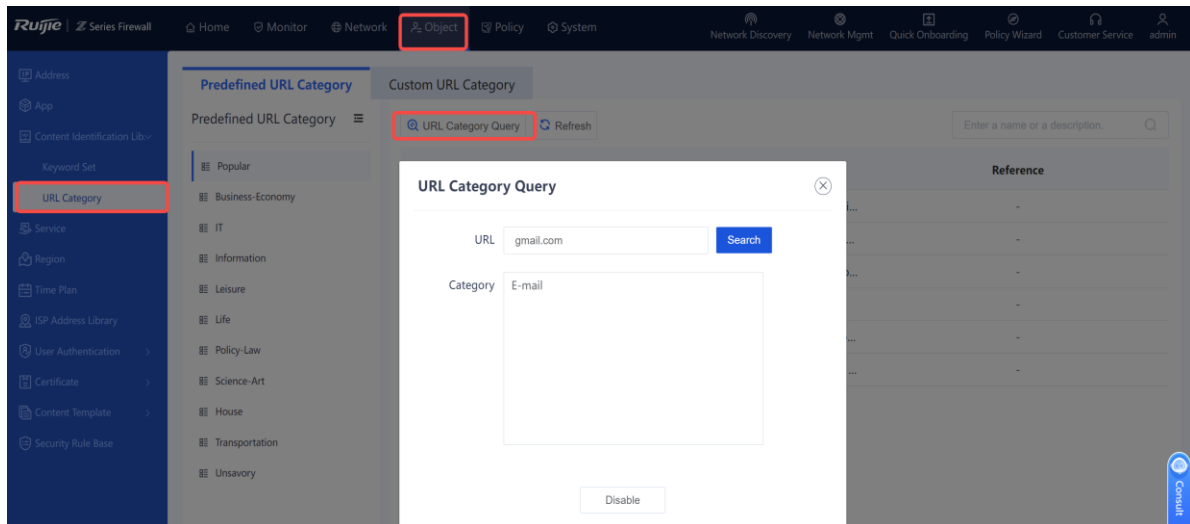 Ruijie | Z Series Firewall
Home
Monitor
Network
Object
Policy
System
Network Discovery
Network Mgmt
Quick Onboarding
Policy Wizard
Customer Service
admin
Address
App
Content Identification Lib
Keyword Set
URL Category
Service
Region
Time Plan
ISP Address Library
User Authentication >
Certificate >
Content Template >
Security Rule Base
Predefined URL Category
Custom URL Category
Predefined URL Category
Popular
Business-Economy
IT
Information
Leisure
Life
Policy-Law
Science-Art
House
Transportation
Unsavory
URL Category Query
Refresh
Enter a name or a description.
Reference
-
-
-
-
-
-
URL Category Query
URL gmail.com Search
Category E-mail
Disable
Consult